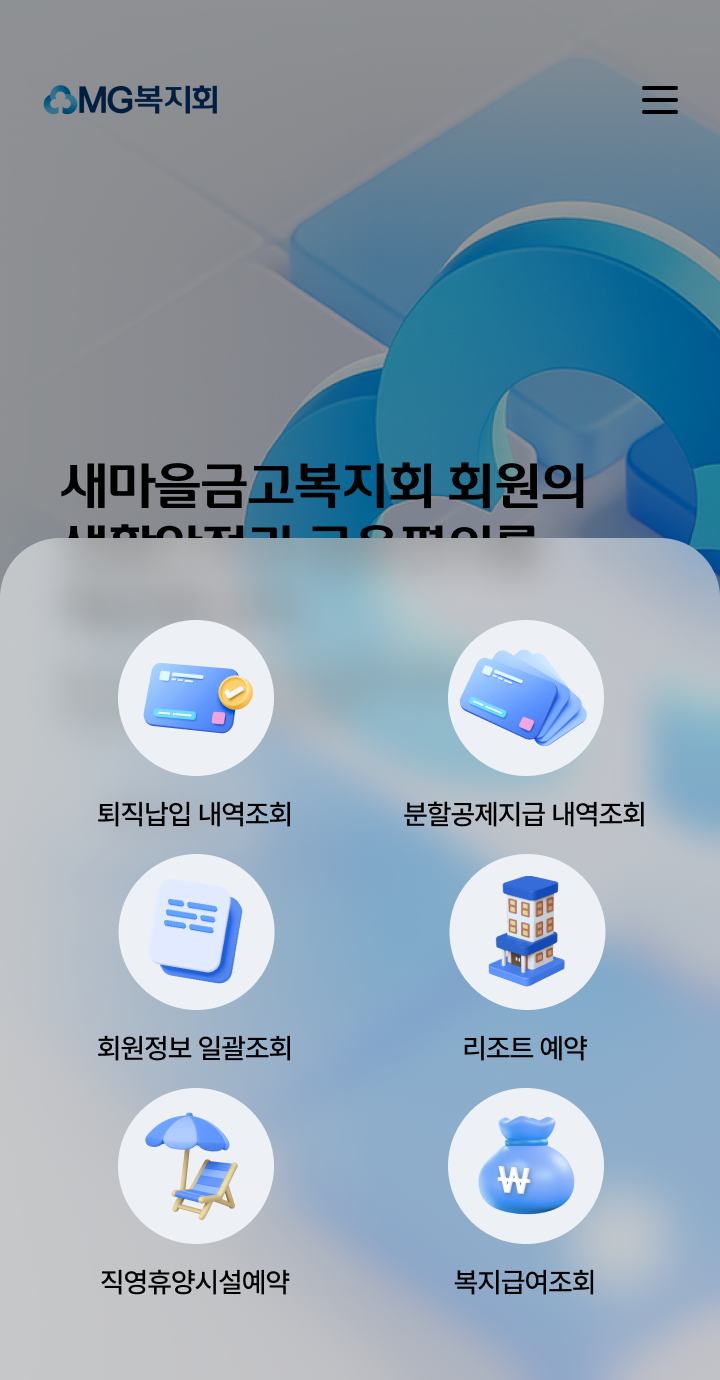 MG복지회
새마을금고복지회 회원의
퇴직납입 내역조회
분할공제지급 내역조회
회원정보 일괄조회
리조트 예약
₩
직영휴양시설예약
복지급여조회